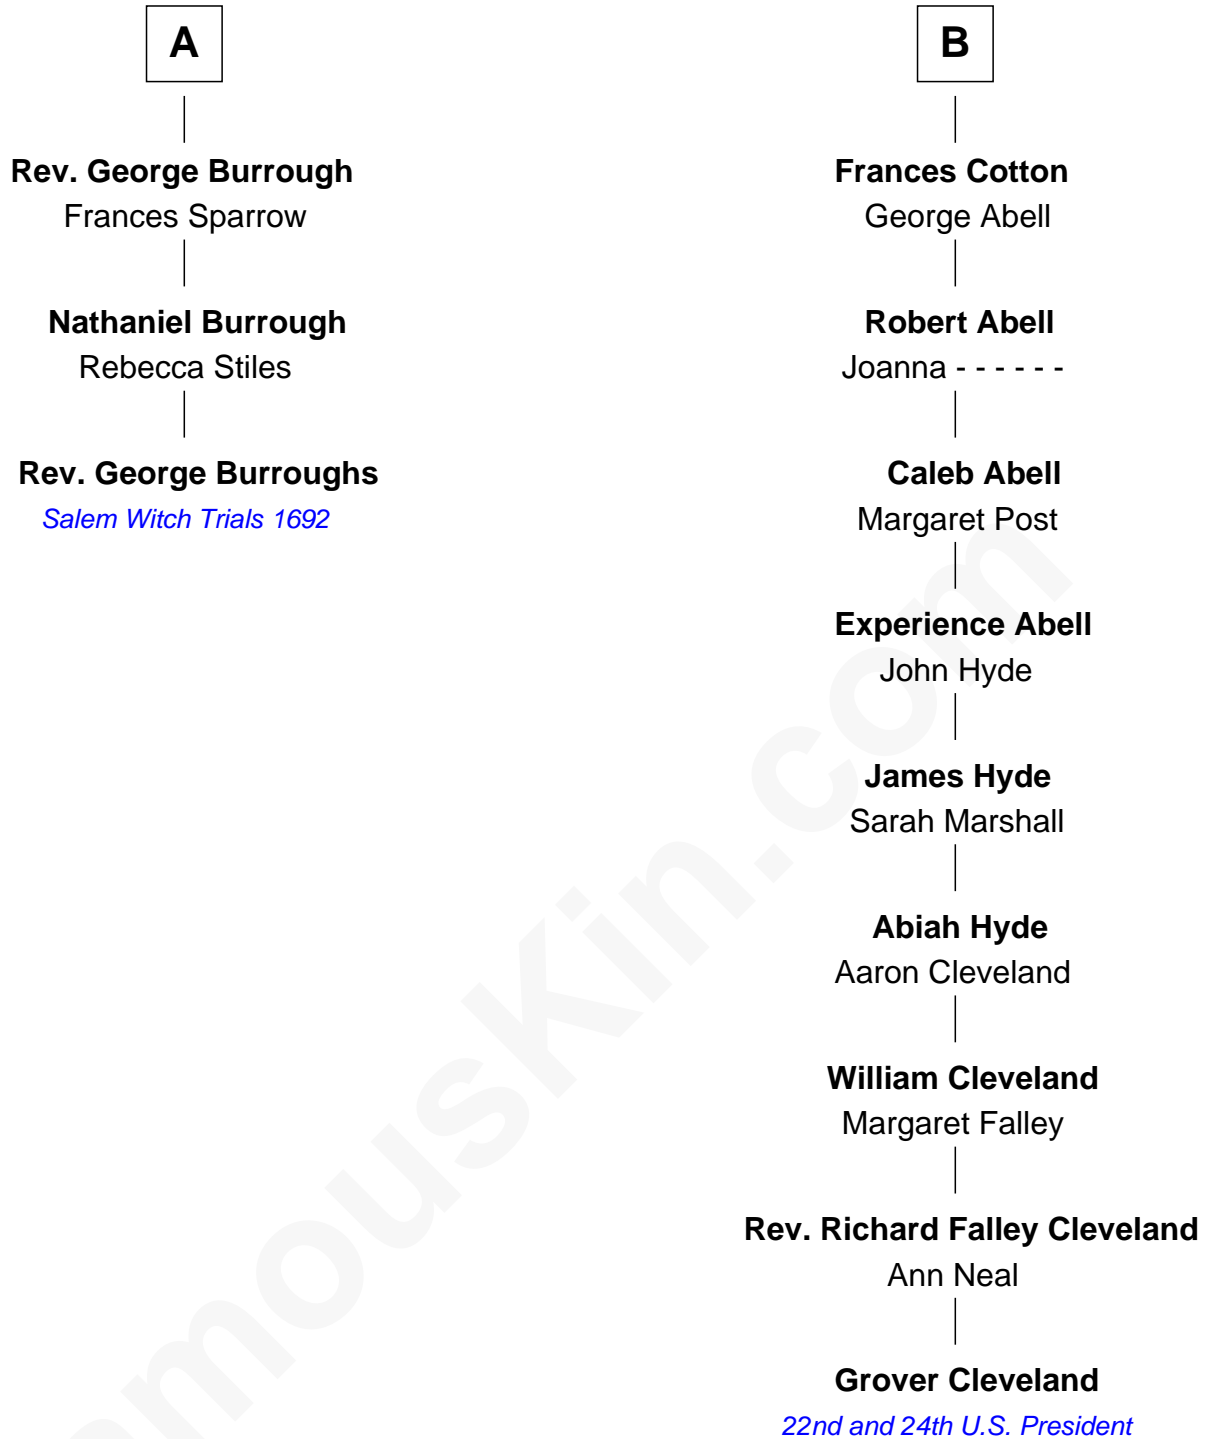 A
Rev. George Burrough
Frances Sparrow
Nathaniel Burrough
Rebecca Stiles
Rev. George Burroughs
Salem Witch Trials 1692
B
Frances Cotton
George Abell
Robert Abell
Joanna - - - - - -
Caleb Abell
Margaret Post
Experience Abell
John Hyde
James Hyde
Sarah Marshall
Abiah Hyde
Aaron Cleveland
William Cleveland
Margaret Falley
Rev. Richard Falley Cleveland
Ann Neal
Grover Cleveland
22nd and 24th U.S. President
amousKin.com